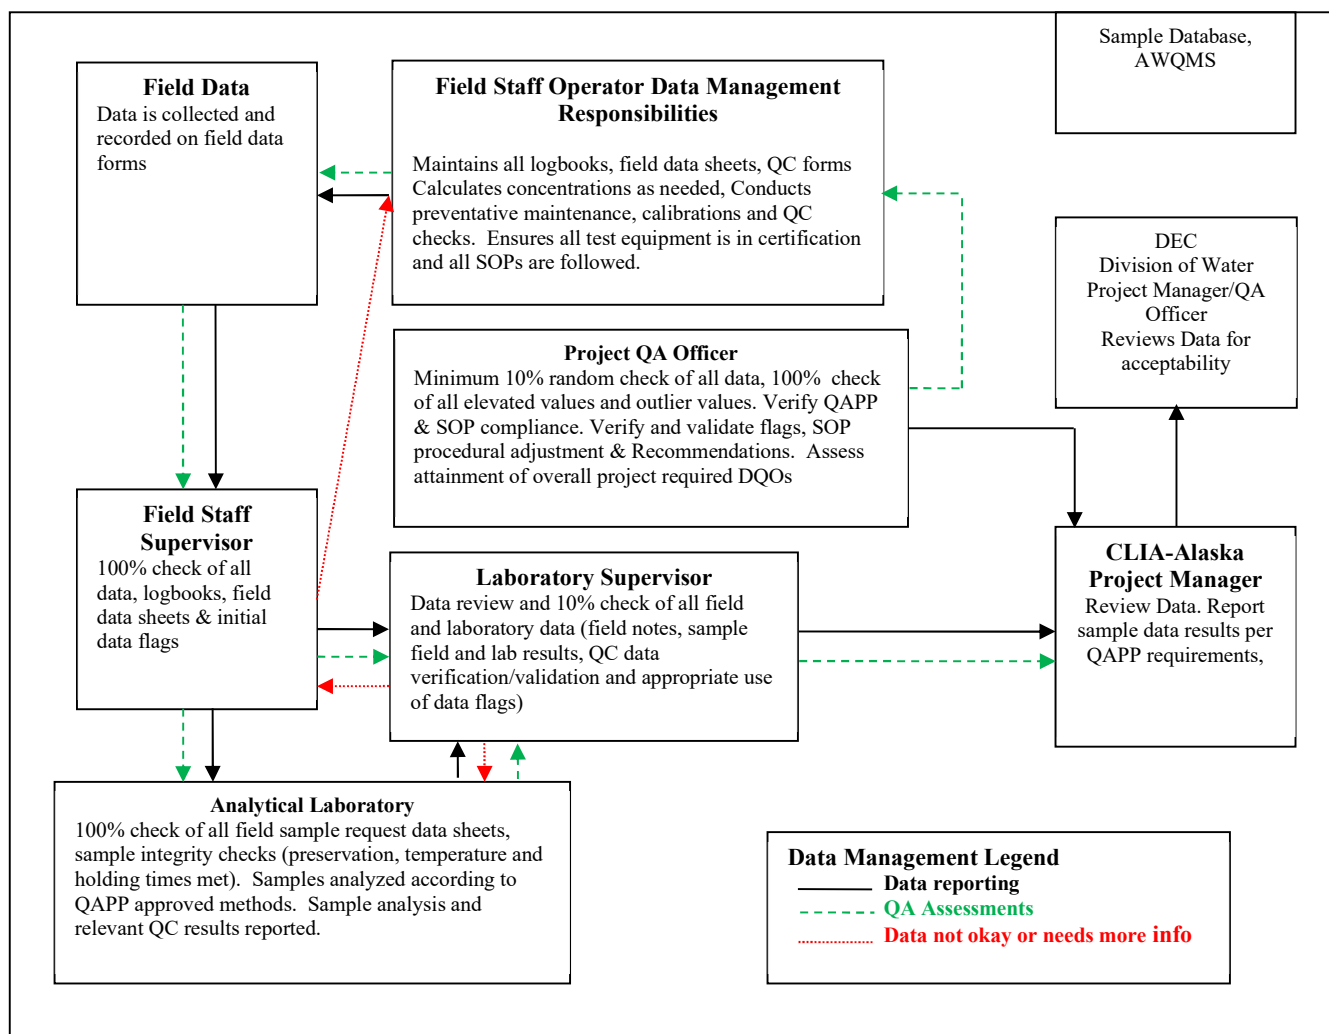 Sample Database,
AWQMS
Field Data
Data is collected and
recorded on field data
forms
Field Staff Operator Data Management
Responsibilities
Maintains all logbooks, field data sheets, QC forms
Calculates concentrations as needed, Conducts
preventative maintenance, calibrations and QC
checks.  Ensures all test equipment is in certification
and all SOPs are followed.
DEC
Division of Water
Project Manager/QA
Officer
Reviews Data for
acceptability
Project QA Officer
Minimum 10% random check of all data, 100%  check
of all elevated values and outlier values. Verify QAPP
& SOP compliance. Verify and validate flags, SOP
procedural adjustment & Recommendations.  Assess
attainment of overall project required DQOs
Field Staff
Supervisor
100% check of all
data, logbooks, field
data sheets & initial
data flags
Laboratory Supervisor
Data review and 10% check of all field
and laboratory data (field notes, sample
field and lab results, QC data
verification/validation and appropriate use
of data flags)
CLIA-Alaska
Project Manager
Review Data. Report
sample data results per
QAPP requirements,
Analytical Laboratory
100% check of all field sample request data sheets,
sample integrity checks (preservation, temperature and
holding times met).  Samples analyzed according to
QAPP approved methods.  Sample analysis and
relevant QC results reported.
Data Management Legend
Data reporting
QA Assessments
Data not okay or needs more info